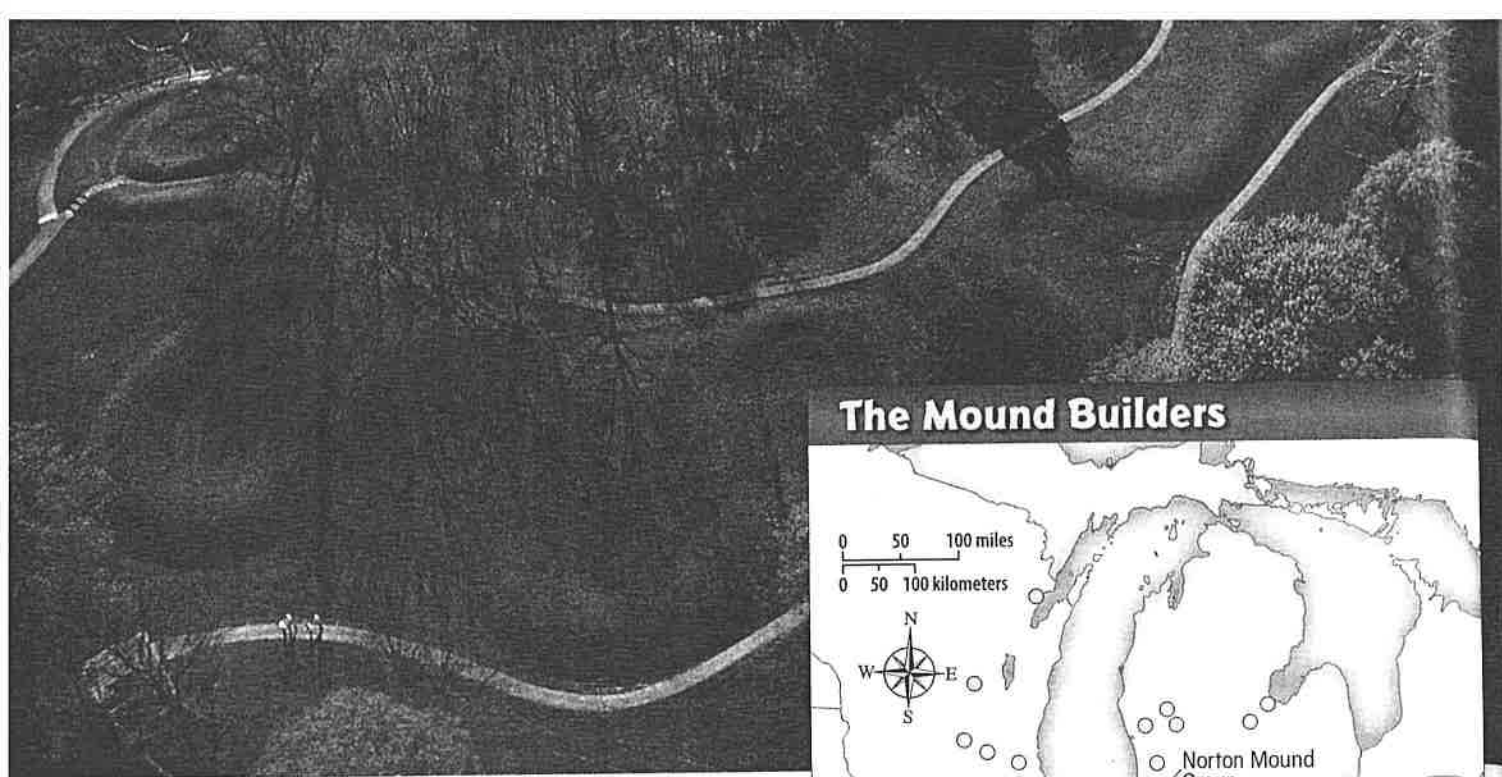 The Mound Builders
0 50 100 miles
0 50 100 kilometers
N
W E
S
Norton Mound